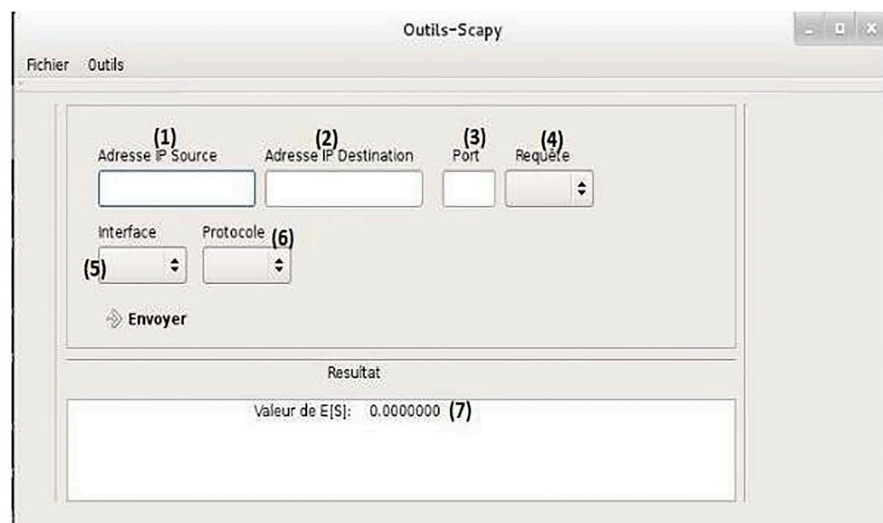 Outils-Scapy
Fichier Outils
(1) (2) (3) (4)
Adresse IP Source Adresse IP Destination Port Requête
Interface Protocole (6)
(5)
Envoyer
Resultat
Valeur de E[S]: 0.0000000 (7)